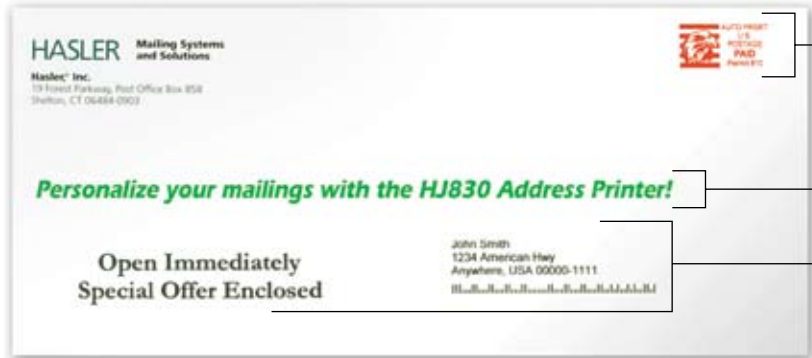 HASLER Mailing Systems
and Solutions
Hasler, Inc.
19 Forest Parkway, Post Office Box 858
Shelton, CT 06484-0903
AUTO PRSRT
U S
POSTAGE
PAID
Personalize your mailings with the HJ830 Address Printer!
Open Immediately
Special Offer Enclosed
John Smith
1234 American Hwy
Anywhere, USA 00000-1111